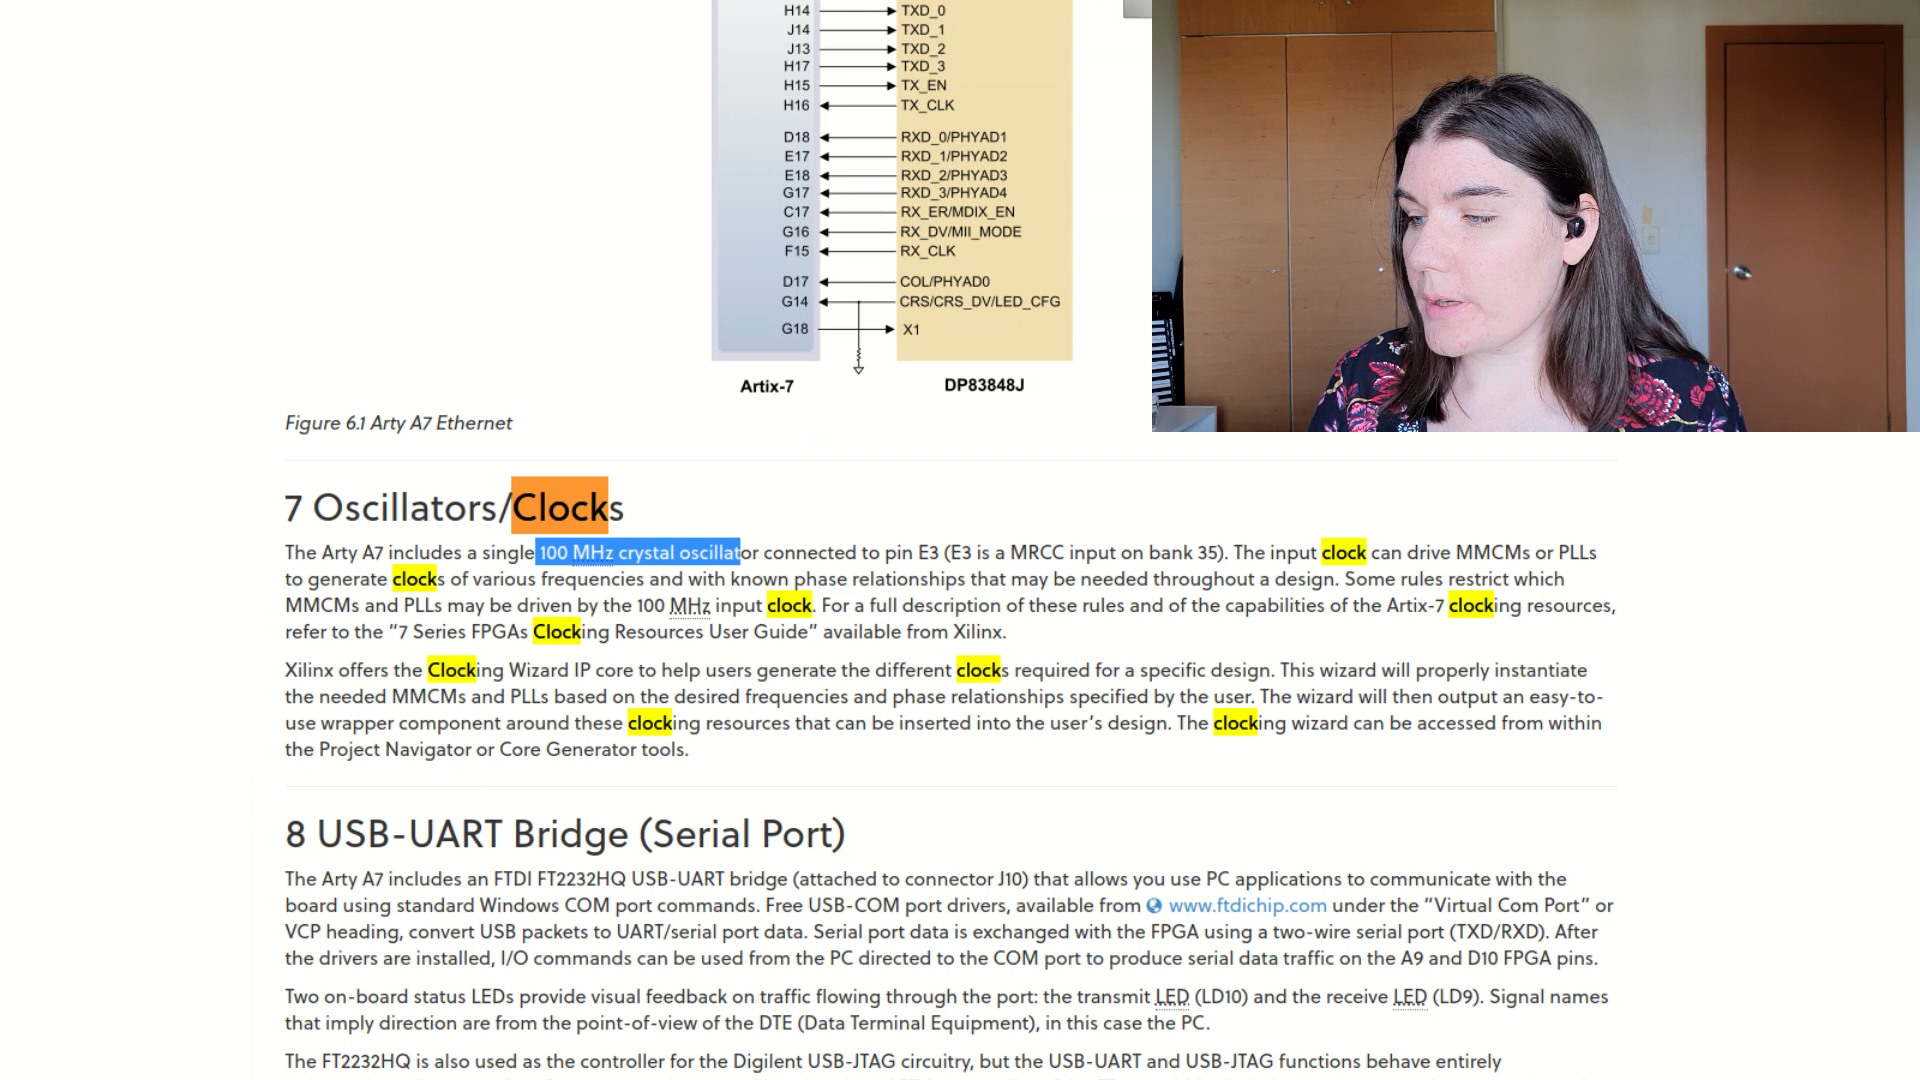 H14 TXD_0
J14 TXD_1
J13 TXD_2
H17 TXD_3
H15 TX_EN
H16 TX_CLK
D18 RXD_0/PHYAD1
E17 RXD_1/PHYAD2
E18 RXD_2/PHYAD3
G17 RXD_3/PHYAD4
C17 RX_ER/MDIX_EN
G16 RX_DV/MII_MODE
F15 RX_CLK
D17 COL/PHYAD0
G14 CRS/CRS_DV/LED_CFG
G18 X1
Artix-7 DP83848J
Figure 6.1 Arty A7 Ethernet
7 Oscillators/Clocks
The Arty A7 includes a single 100 MHz crystal oscillator connected to pin E3 (E3 is a MRCC input on bank 35). The input clock can drive MMCMs or PLLs
to generate clocks of various frequencies and with known phase relationships that may be needed throughout a design. Some rules restrict which
MMCMs and PLLs may be driven by the 100 MHz input clock. For a full description of these rules and of the capabilities of the Artix-7 clocking resources,
refer to the “7 Series FPGAs Clocking Resources User Guide” available from Xilinx.
Xilinx offers the Clocking Wizard IP core to help users generate the different clocks required for a specific design. This wizard will properly instantiate
the needed MMCMs and PLLs based on the desired frequencies and phase relationships specified by the user. The wizard will then output an easy-to-
use wrapper component around these clocking resources that can be inserted into the user’s design. The clocking wizard can be accessed from within
the Project Navigator or Core Generator tools.
8 USB-UART Bridge (Serial Port)
The Arty A7 includes an FTDI FT2232HQ USB-UART bridge (attached to connector J10) that allows you use PC applications to communicate with the
board using standard Windows COM port commands. Free USB-COM port drivers, available from www.ftdichip.com under the “Virtual Com Port” or
VCP heading, convert USB packets to UART/serial port data. Serial port data is exchanged with the FPGA using a two-wire serial port (TXD/RXD). After
the drivers are installed, I/O commands can be used from the PC directed to the COM port to produce serial data traffic on the A9 and D10 FPGA pins.
Two on-board status LEDs provide visual feedback on traffic flowing through the port: the transmit LED (LD10) and the receive LED (LD9). Signal names
that imply direction are from the point-of-view of the DTE (Data Terminal Equipment), in this case the PC.
The FT2232HQ is also used as the controller for the Digilent USB-JTAG circuitry, but the USB-UART and USB-JTAG functions behave entirely